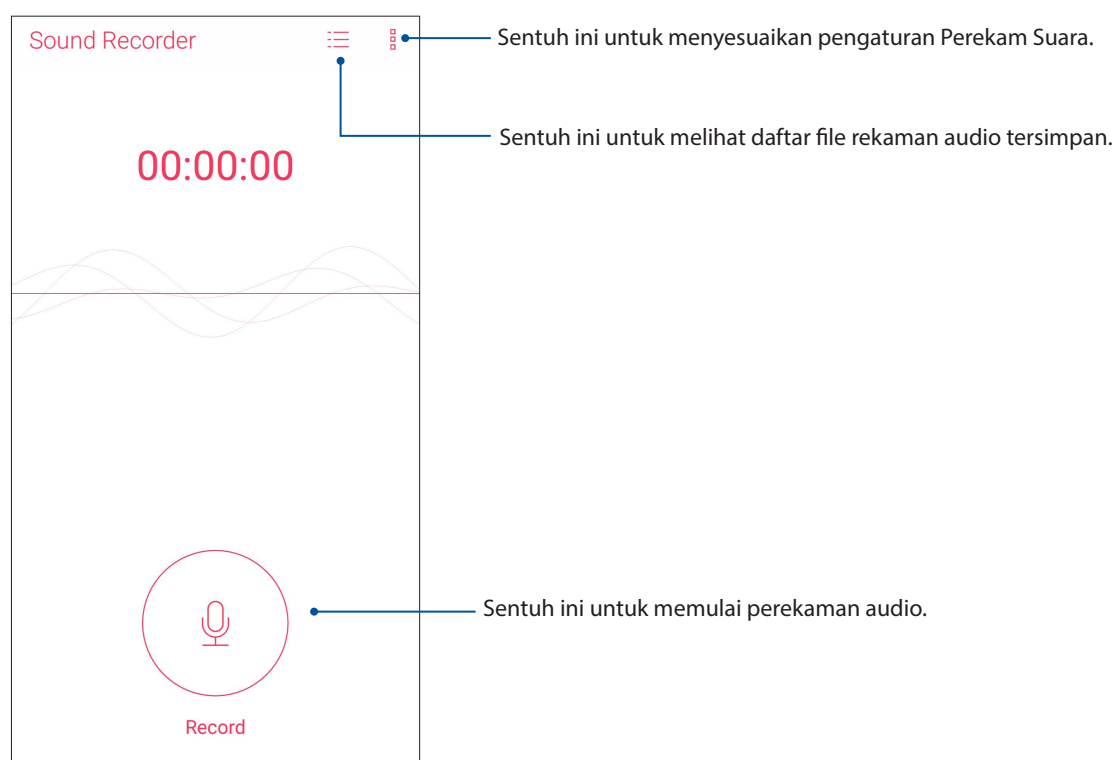 Sound Recorder
Sentuh ini untuk menyesuaikan pengaturan Perekam Suara.
Sentuh ini untuk melihat daftar file rekaman audio tersimpan.
00:00:00
Sentuh ini untuk memulai perekaman audio.
Record